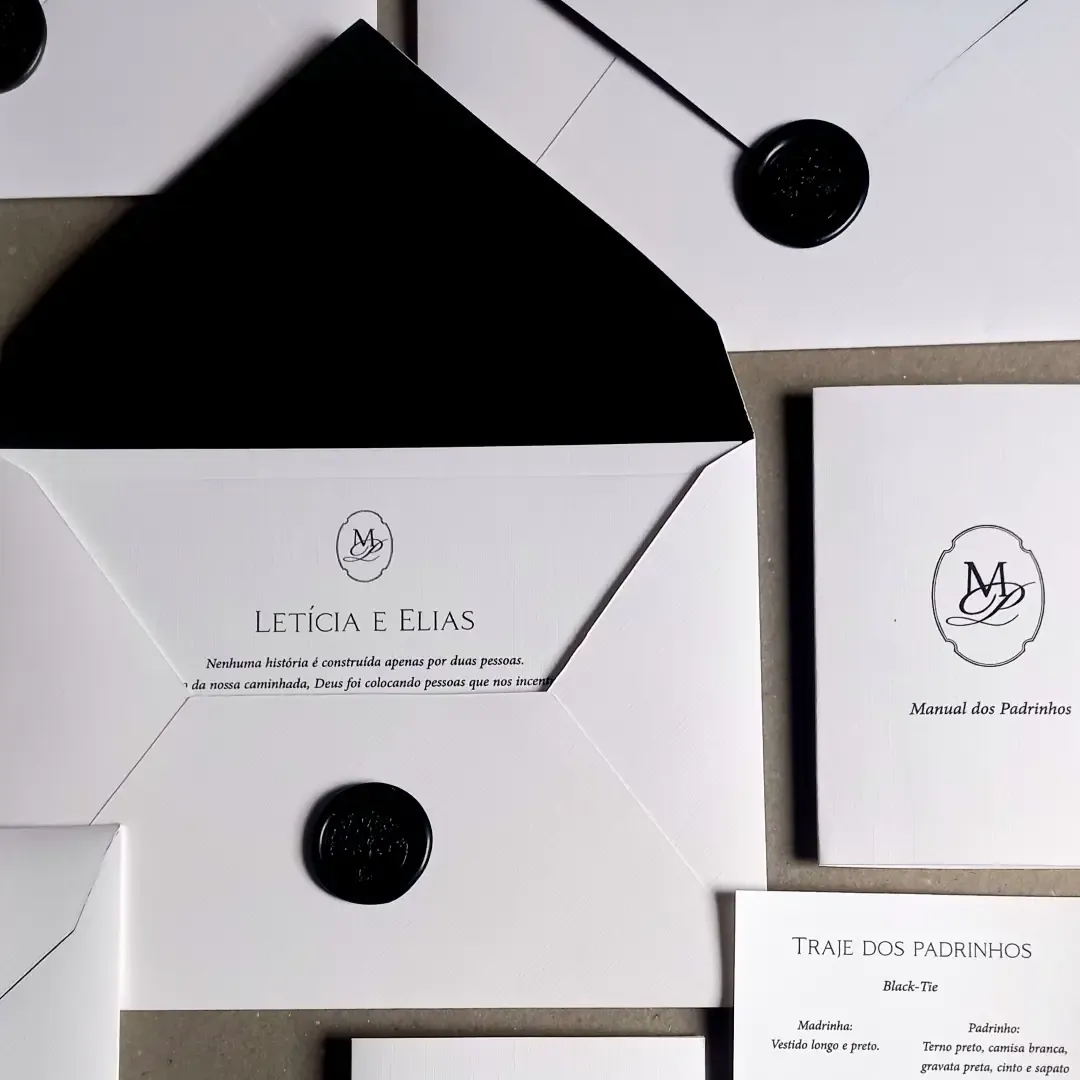 M
LETÍCIA E ELIAS
Nenhuma história é construída apenas por duas pessoas.
da nossa caminhada, Deus foi colocando pessoas que nos
M
Manual dos Padrinhos
TRAJE DOS PADRINHOS
Black-Tie
Madrinha:
Vestido longo e preto.
Padrinho:
Terno preto, camisa branca,
gravata preta, cinto e sapato